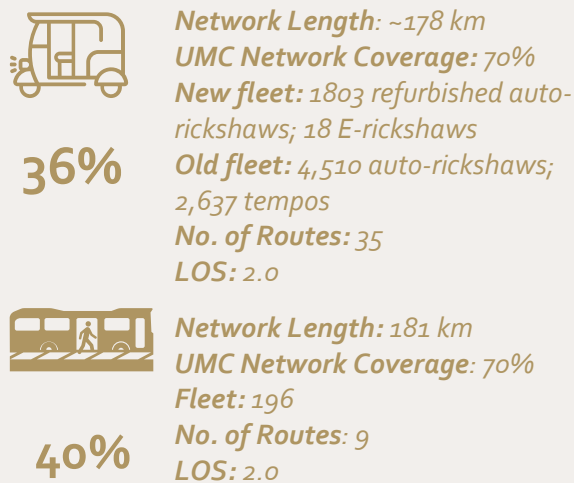 Network Length: ~178 km
UMC Network Coverage: 70%
New fleet: 1803 refurbished auto-
rickshaws; 18 E-rickshaws
36%
Old fleet: 4,510 auto-rickshaws;
2,637 tempos
No. of Routes: 35
LOS: 2.0
Network Length: 181 km
UMC Network Coverage: 70%
Fleet: 196
No. of Routes: 9
40%
LOS: 2.0